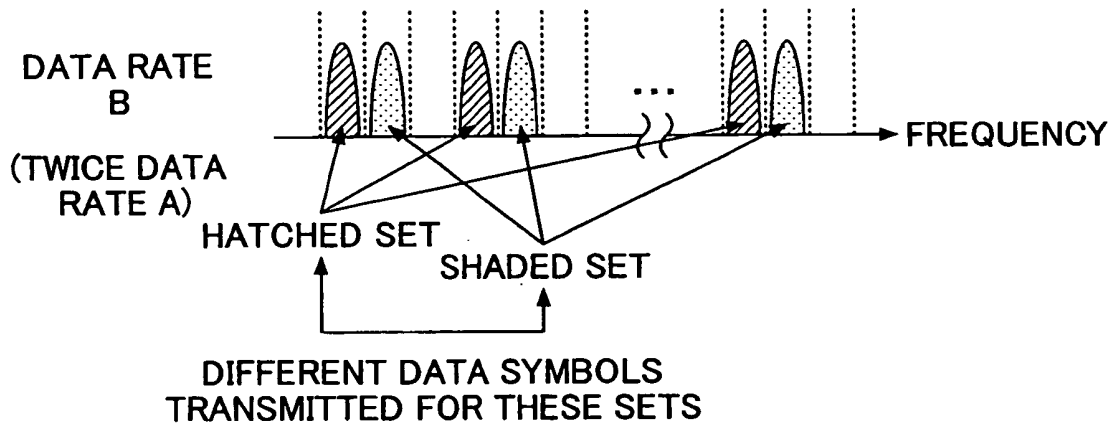 DATA RATE
B
(TWICE DATA
RATE A)
...
FREQUENCY
HATCHED SET
SHADED SET
DIFFERENT DATA SYMBOLS
TRANSMITTED FOR THESE SETS